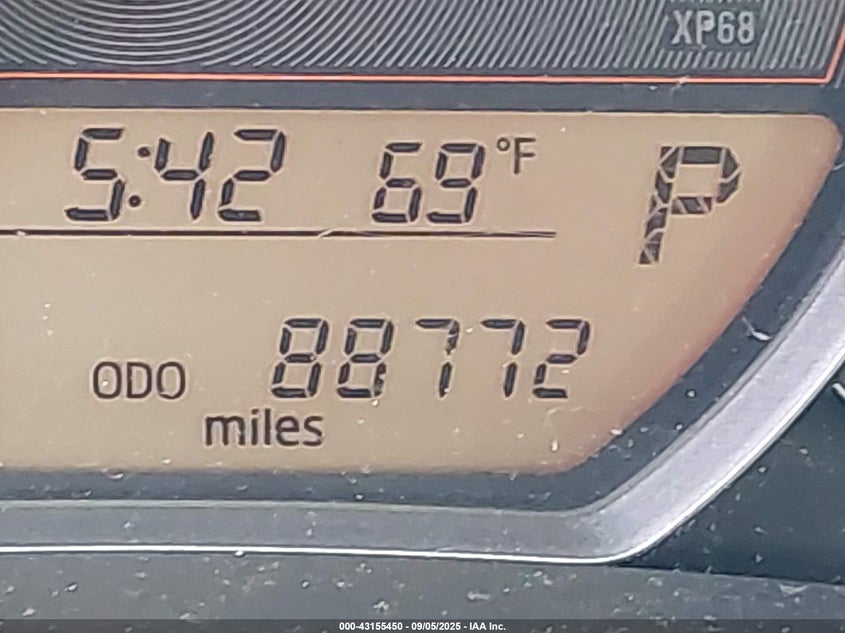 XP68
5:42 69°F P
ODO 88772
miles
000-43155450 - 09/05/2025 - IAA Inc.